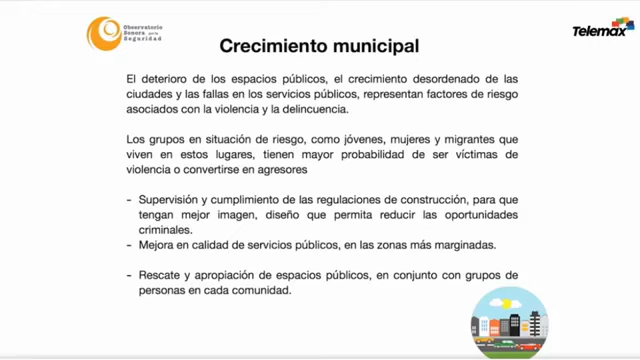 Observatorio
Sonora por la
Seguridad
Telemax
Crecimiento municipal
El deterioro de los espacios públicos, el crecimiento desordenado de las
ciudades y las fallas en los servicios públicos, representan factores de riesgo
asociados con la violencia y la delincuencia.
Los grupos en situación de riesgo, como jóvenes, mujeres y migrantes que
viven en estos lugares, tienen mayor probabilidad de ser víctimas de
violencia o convertirse en agresores
- Supervisión y cumplimiento de las regulaciones de construcción, para que
tengan mejor imagen, diseño que permita reducir las oportunidades
criminales.
- Mejora en calidad de servicios públicos, en las zonas más marginadas.
- Rescate y apropiación de espacios públicos, en conjunto con grupos de
personas en cada comunidad.